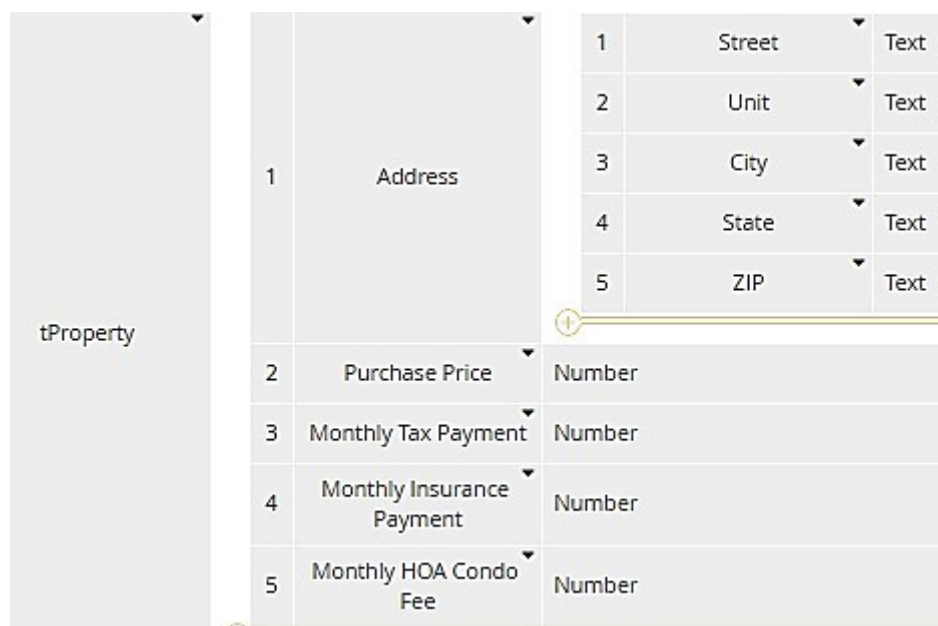 tProperty
1 Address
1 Street Text
2 Unit Text
3 City Text
4 State Text
5 ZIP Text
2 Purchase Price Number
3 Monthly Tax Payment Number
4 Monthly Insurance
Payment Number
5 Monthly HOA Condo
Fee Number